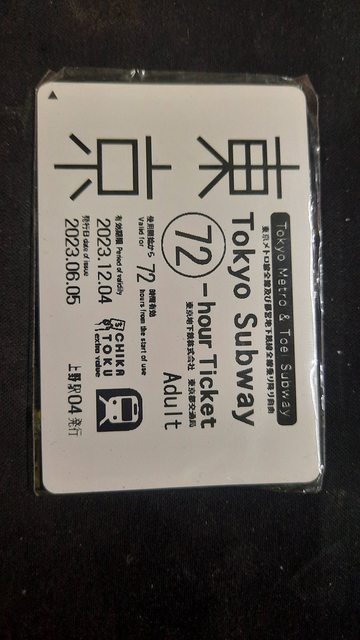 Tokyo Metro & Toei Subway
東京メトロ線全線及び都営地下鉄線全線乗り降り自由
東京
Tokyo Subway
72-hour Ticket
東京地下鉄株式会社 東京都交通局
Adult
使用開始から 72 時間有効
Valid for 72 hours from the start of use
有効期限 Period of validity
2023.12.04
CHIKA
TOKU
extra value
発行日 date of issue
2023.06.05
上野駅04発行